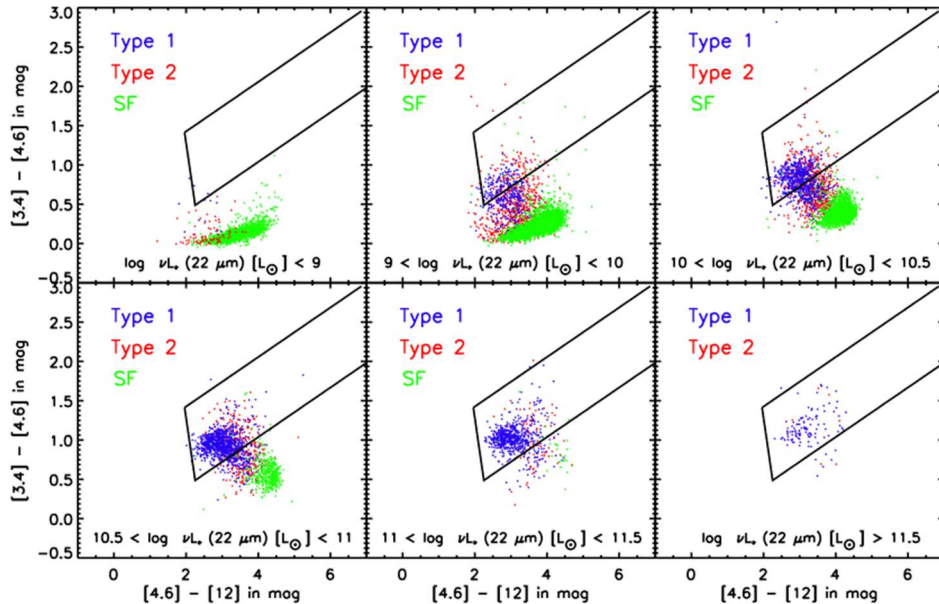 3.0
2.5
2.0
1.5
1.0
0.5
0.0
-0.5
[3.4] - [4.6] in mag
Type 1
Type 2
SF
log νL₊ (22 μm) [L⊙] < 9
Type 1
Type 2
SF
9 < log νL₊ (22 μm) [L⊙] < 10
Type 1
Type 2
SF
10 < log νL₊ (22 μm) [L⊙] < 10.5
3.0
2.5
2.0
1.5
1.0
0.5
0.0
-0.5
[3.4] - [4.6] in mag
Type 1
Type 2
SF
10.5 < log νL₊ (22 μm) [L⊙] < 11
Type 1
Type 2
SF
11 < log νL₊ (22 μm) [L⊙] < 11.5
Type 1
Type 2
SF
log νL₊ (22 μm) [L⊙] > 11.5
0 2 4 6
0 2 4 6
0 2 4 6
[4.6] - [12] in mag
[4.6] - [12] in mag
[4.6] - [12] in mag